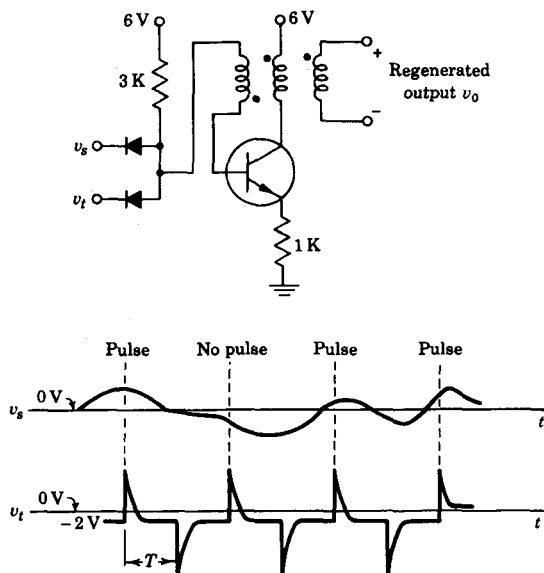 6 V 6 V
3 K
+
Regenerated
output v₀
−
vₛ
vₜ
1 K
Pulse No pulse Pulse Pulse
0 V
vₛ t
0 V
vₜ t
−2 V
T